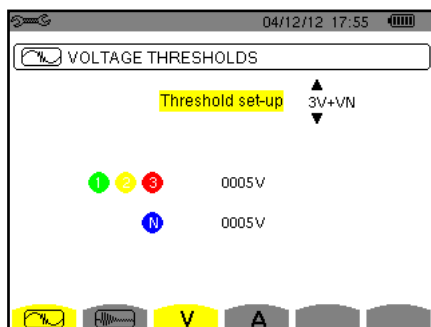 04/12/12 17:55
VOLTAGE THRESHOLDS
Threshold set-up 3V+VN
1 2 3 0005V
N 0005V
V A